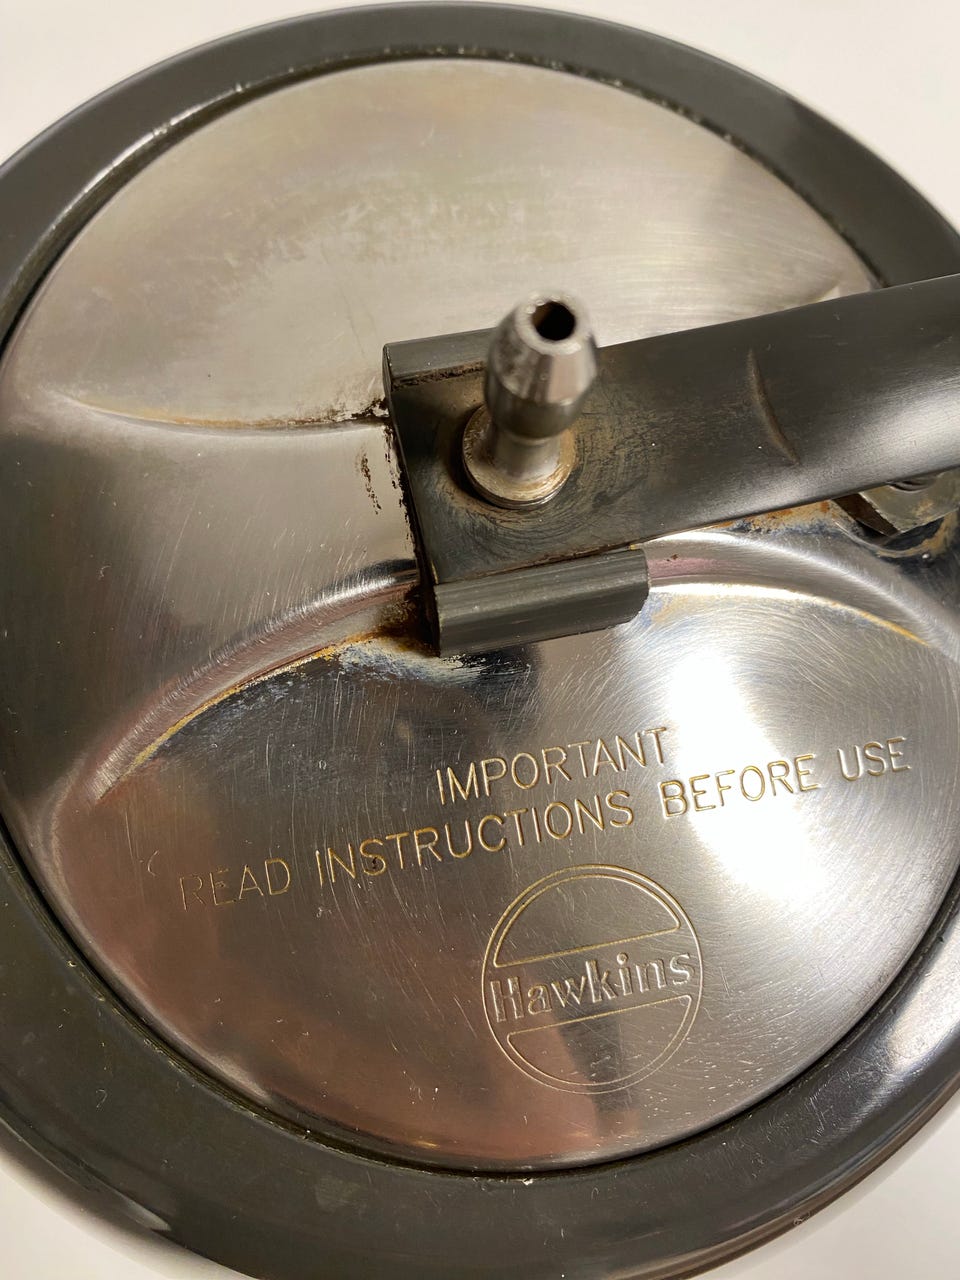 IMPORTANT
READ INSTRUCTIONS BEFORE USE
Hawkins